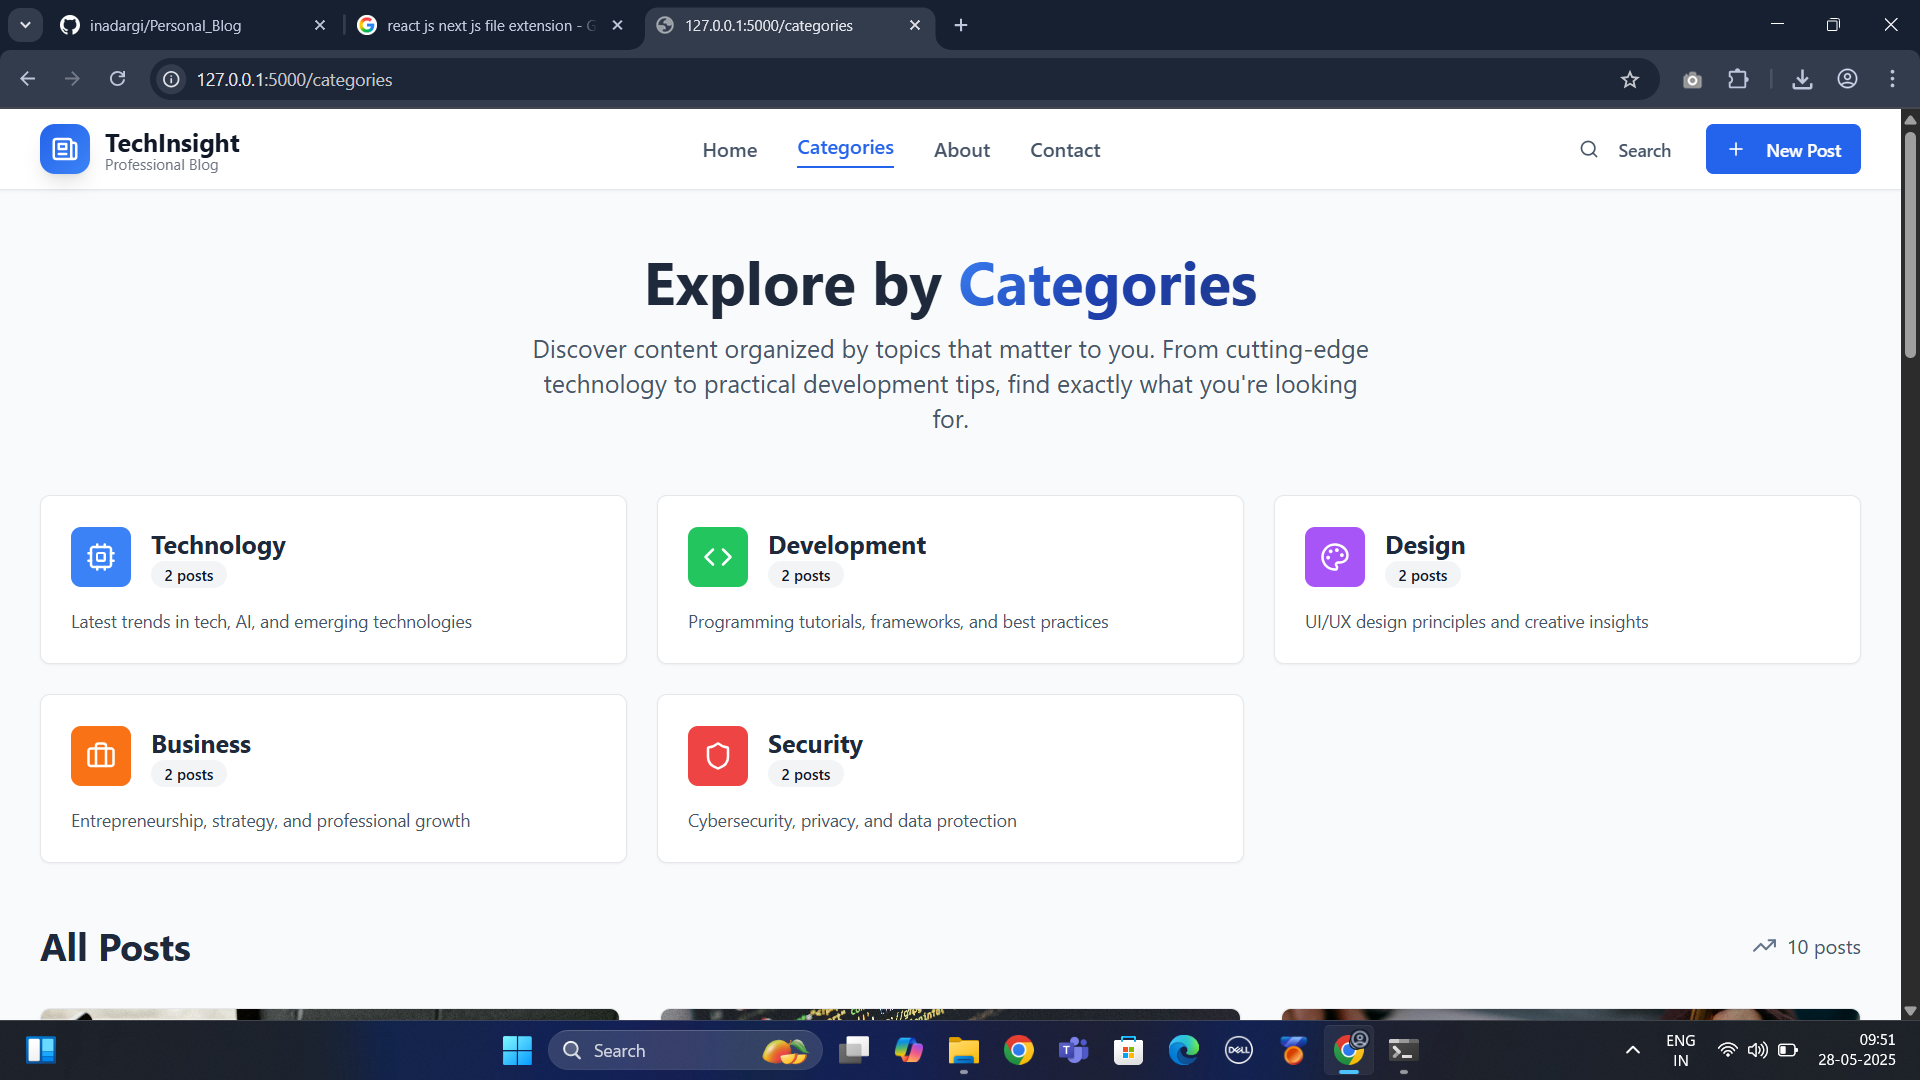 inadargi/Personal_Blog
react js next js file extension - G
127.0.0.1:5000/categories
127.0.0.1:5000/categories
TechInsight
Professional Blog
Home
Categories
About
Contact
Search
New Post
Explore by Categories
Discover content organized by topics that matter to you. From cutting-edge
technology to practical development tips, find exactly what you're looking
for.
Technology
2 posts
Latest trends in tech, AI, and emerging technologies
Development
2 posts
Programming tutorials, frameworks, and best practices
Design
2 posts
UI/UX design principles and creative insights
Business
2 posts
Entrepreneurship, strategy, and professional growth
Security
2 posts
Cybersecurity, privacy, and data protection
All Posts
10 posts
Search
DELL
ENG
IN
09:51
28-05-2025